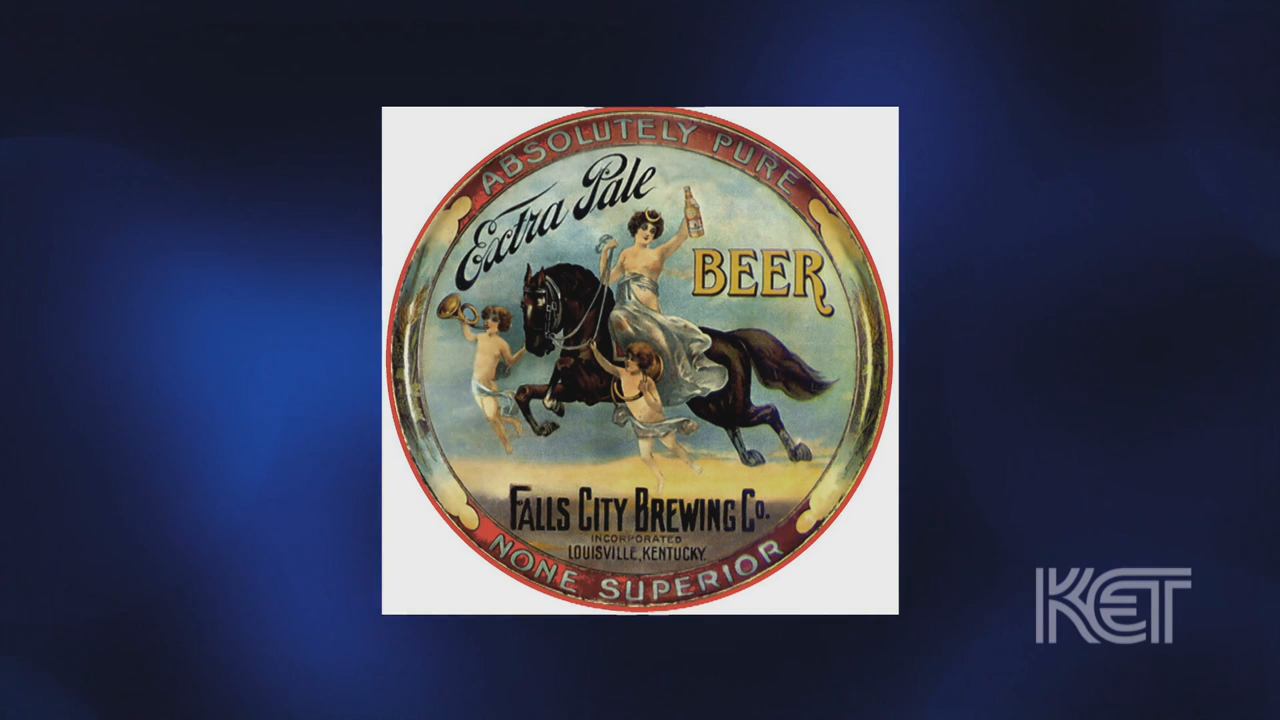 ABSOLUTELY PURE
Extra Pale
BEER
FALLS CITY BREWING CO.
INCORPORATED
LOUISVILLE, KENTUCKY.
NONE SUPERIOR
KET